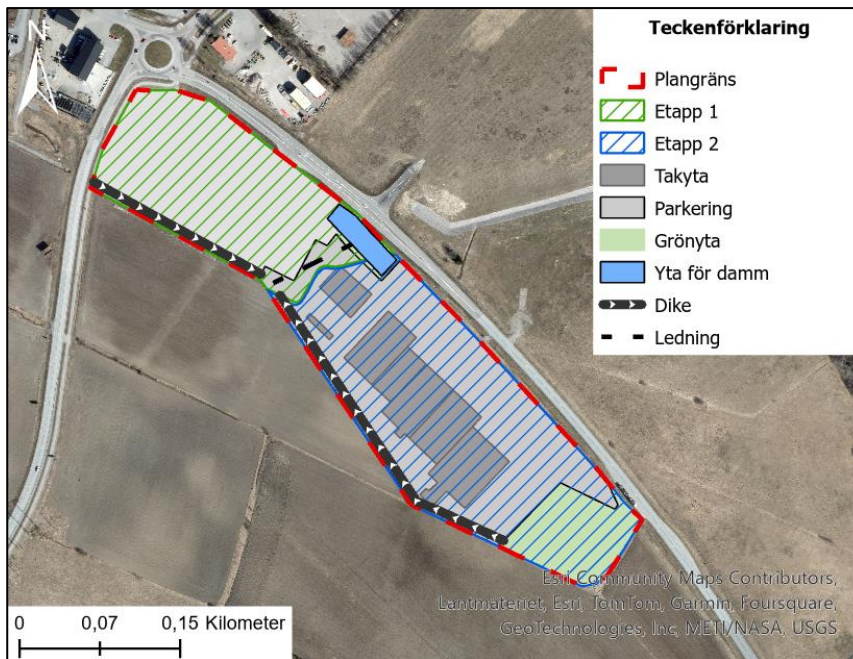 Teckenförklaring
Plangräns
Etapp 1
Etapp 2
Takyta
Parkering
Grönyta
Yta för damm
Dike
Ledning
0 0,07 0,15 Kilometer
Esri Community Maps Contributors,
Lantmäteriet, Esri, TomTom, Garmin, Foursquare,
GeoTechnologies, Inc, METI/NASA, USGS